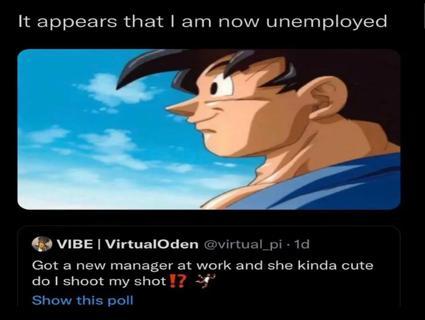 It appears that I am now unemployed
VIBE | VirtualOden @virtual_pi · 1d
Got a new manager at work and she kinda cute
do I shoot my shot⁉️ ⛹🏻
Show this poll